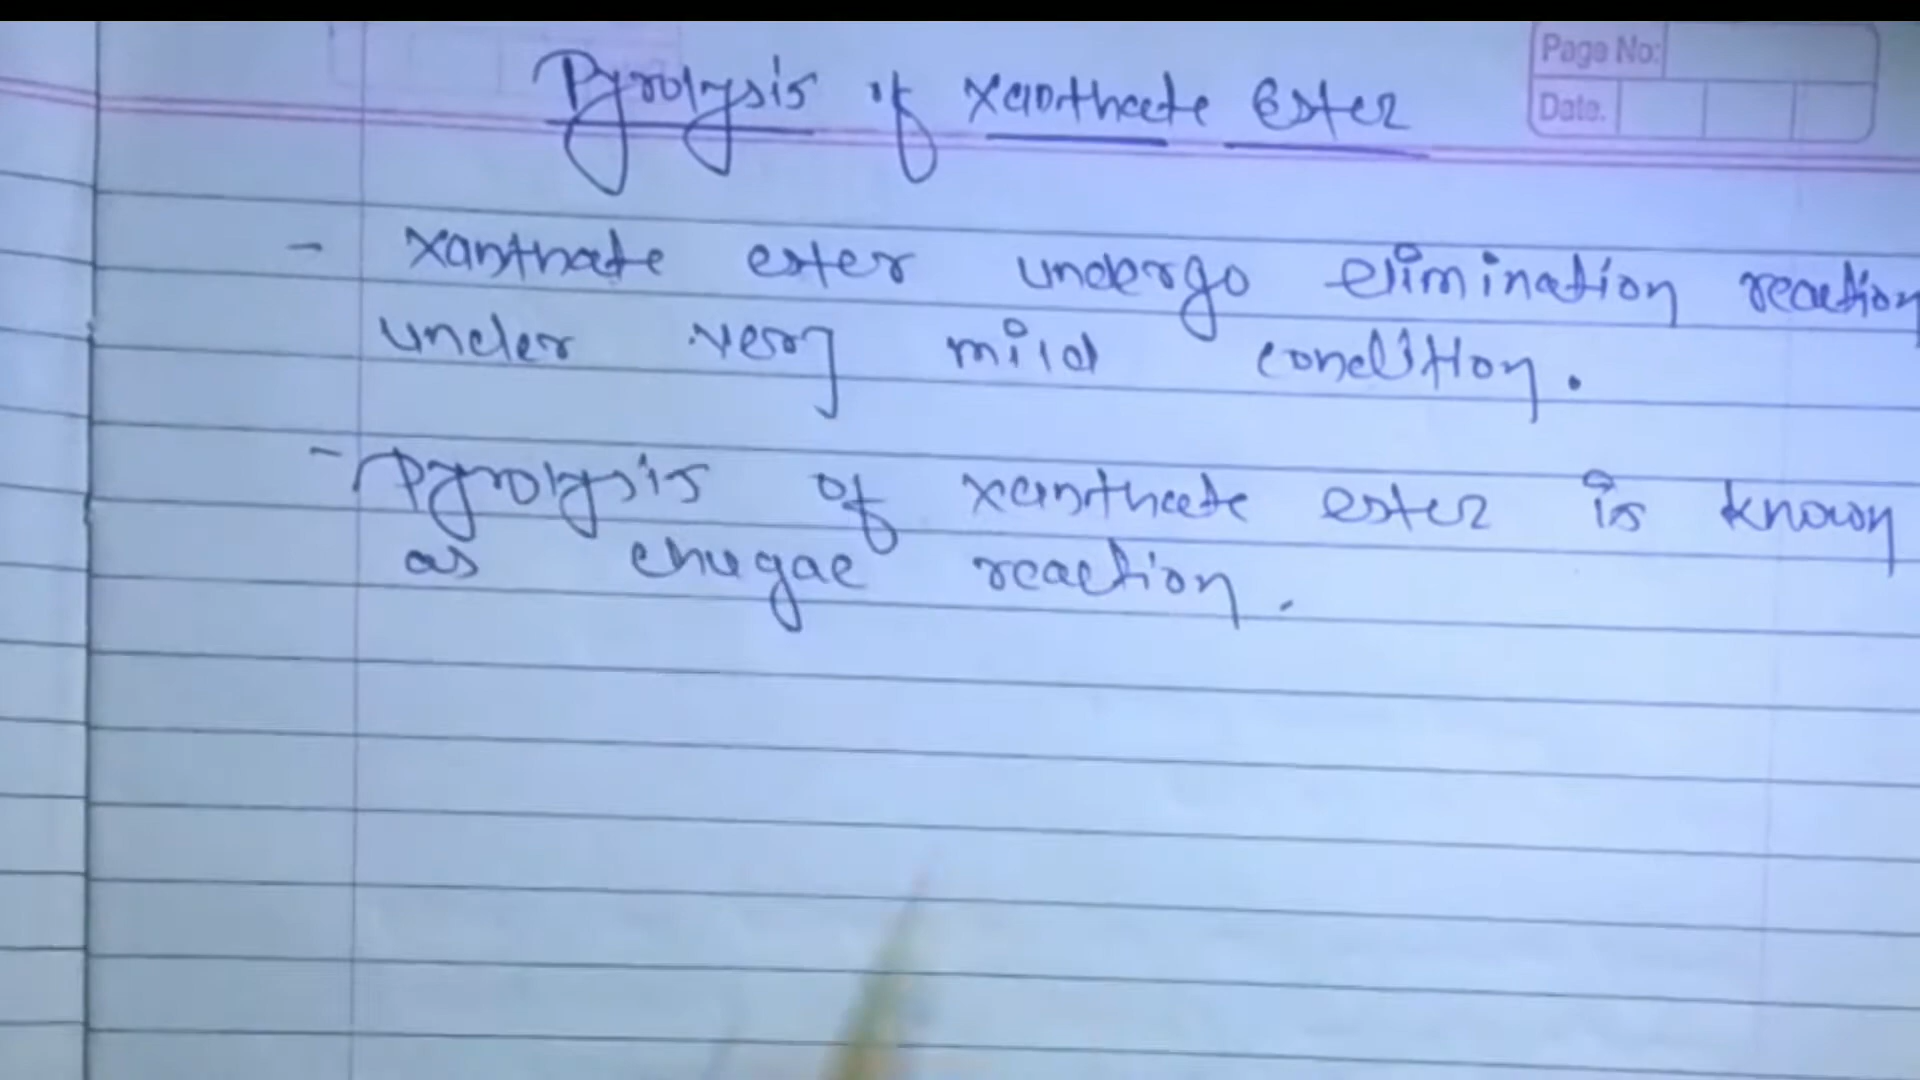 Page No:
Date.
Pyrolysis of Xanthate Ester
- Xanthate ester undergo elimination reaction
under very mild condition.
- Pyrolysis of xanthate ester is known
as chugae reaction.